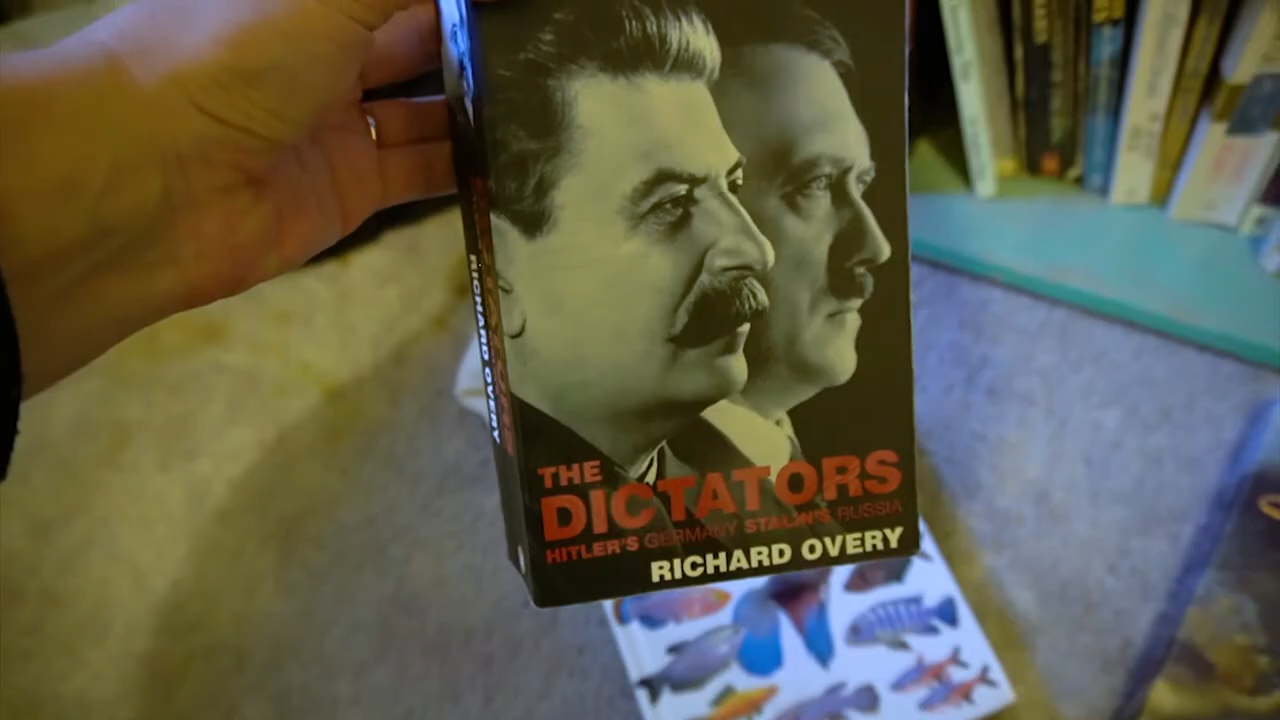 THE
DICTATORS
HITLER'S GERMANY STALIN'S RUSSIA
RICHARD OVERY
RICHARD OVERY